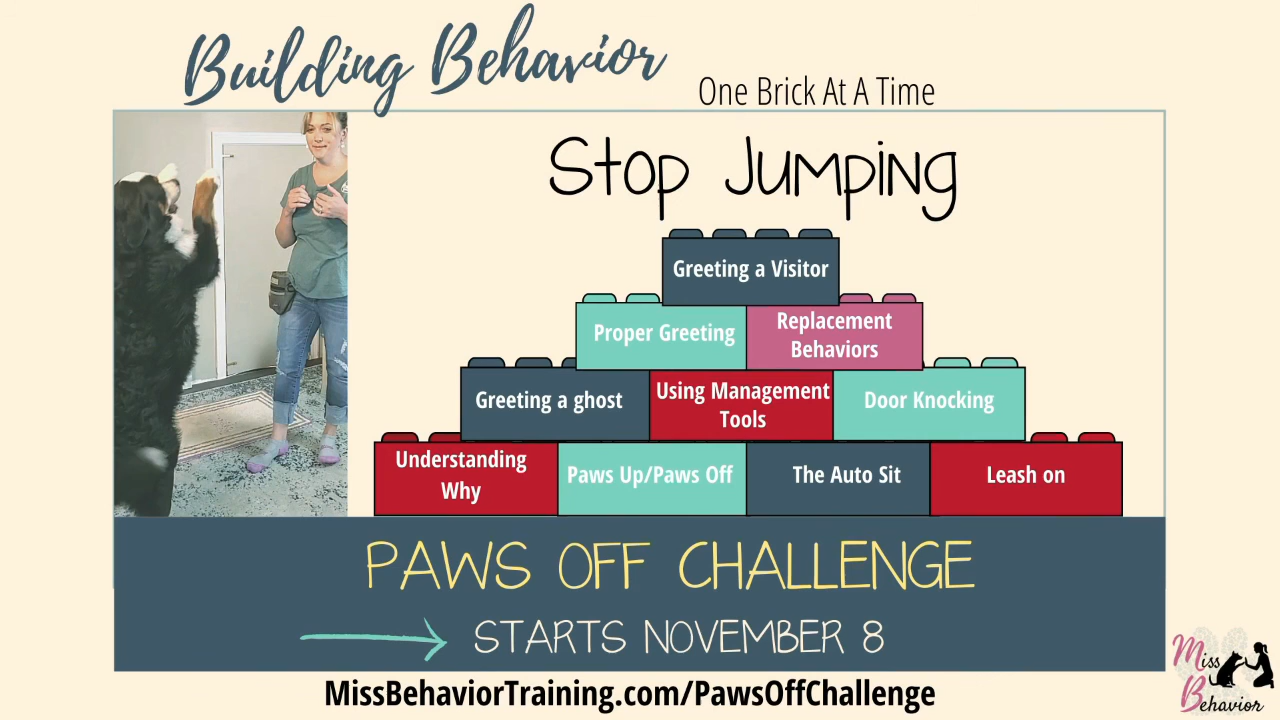 Building Behavior
One Brick At A Time
Stop Jumping
Greeting a Visitor
Proper Greeting
Replacement
Behaviors
Greeting a ghost
Using Management
Tools
Door Knocking
Understanding
Why
Paws Up/Paws Off
The Auto Sit
Leash on
PAWS OFF CHALLENGE
STARTS NOVEMBER 8
MissBehaviorTraining.com/PawsOffChallenge
Miss
Behavior